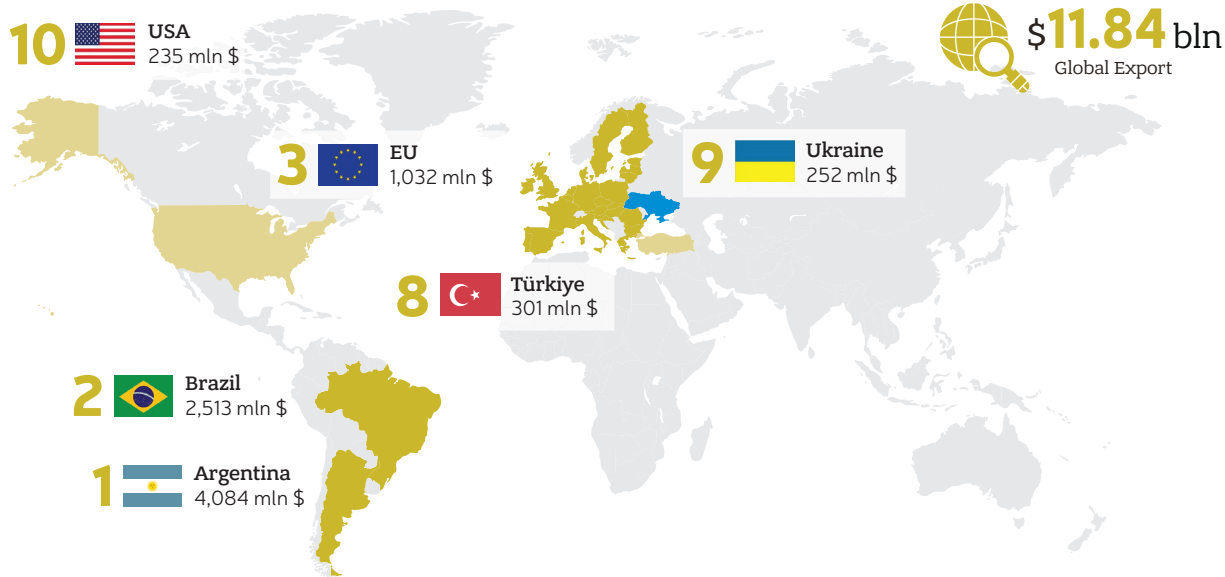 10
USA
235 mln $
$11.84 bln
Global Export
3
EU
1,032 mln $
9
Ukraine
252 mln $
8
Türkiye
301 mln $
2
Brazil
2,513 mln $
1
Argentina
4,084 mln $